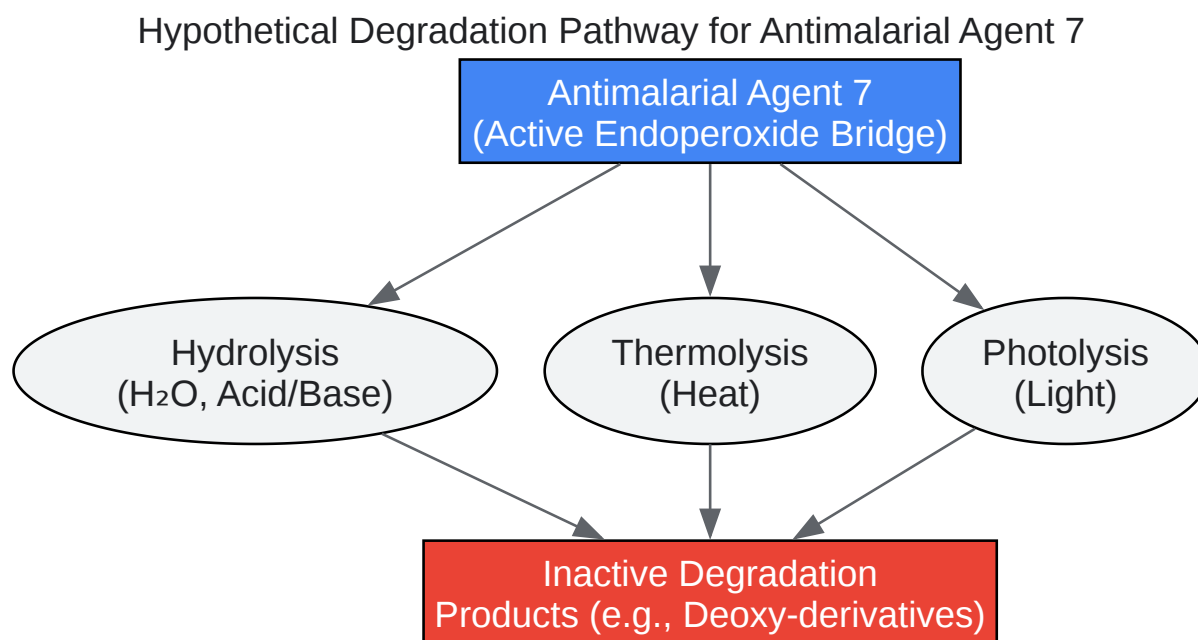 Hypothetical Degradation Pathway for Antimalarial Agent 7
Antimalarial Agent 7
(Active Endoperoxide Bridge)
Hydrolysis
(H₂O, Acid/Base)
Thermolysis
(Heat)
Photolysis
(Light)
Inactive Degradation
Products (e.g., Deoxy-derivatives)